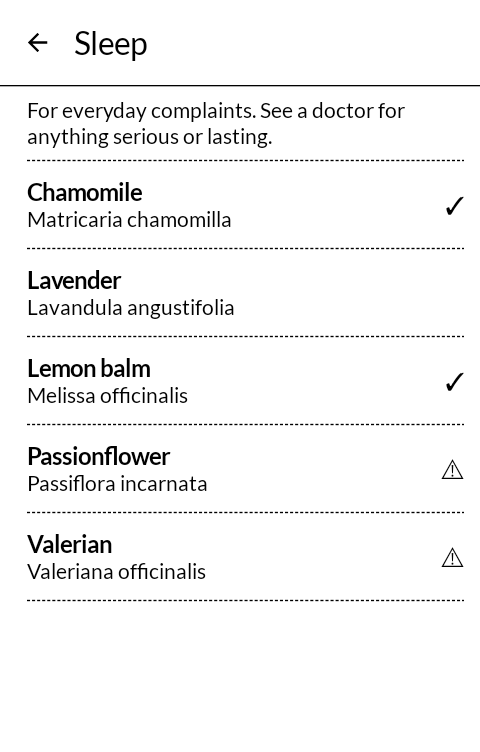 Sleep
For everyday complaints. See a doctor for
anything serious or lasting.
Chamomile
Matricaria chamomilla
Lavender
Lavandula angustifolia
Lemon balm
Melissa officinalis
Passionflower
Passiflora incarnata
Valerian
Valeriana officinalis